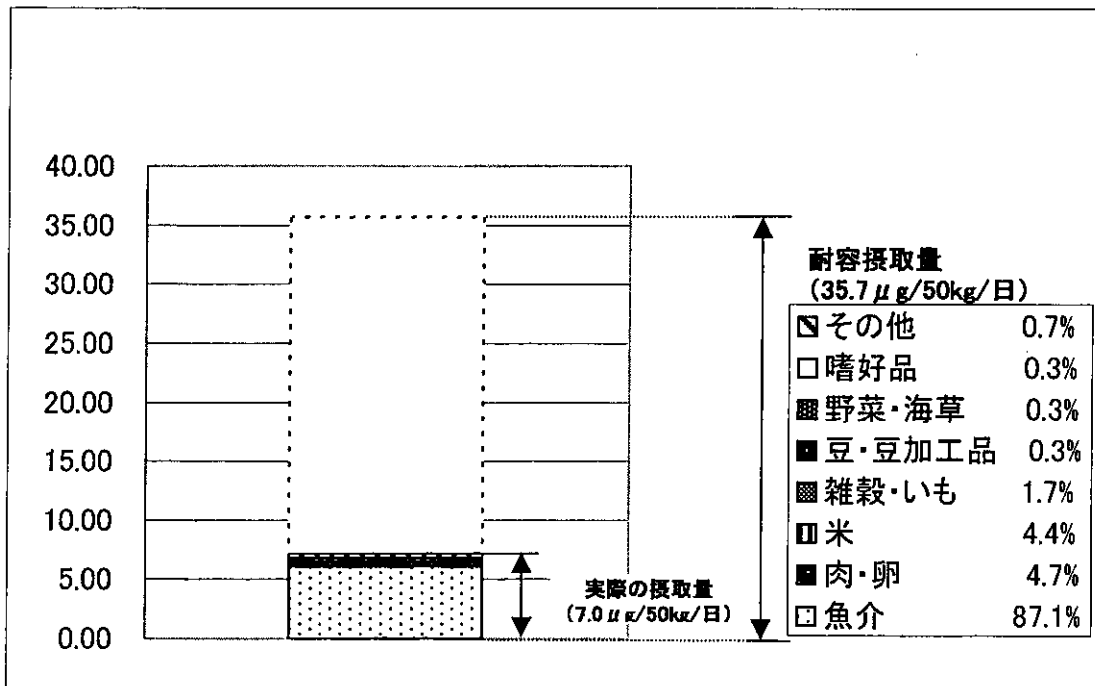 40.00
35.00
30.00
25.00
20.00
15.00
10.00
5.00
0.00
実際の摂取量
(7.0μg/50kg/日)
耐容摂取量
(35.7μg/50kg/日)
その他 0.7%
嗜好品 0.3%
野菜・海草 0.3%
豆・豆加工品 0.3%
雑穀・いも 1.7%
米 4.4%
肉・卵 4.7%
魚介 87.1%